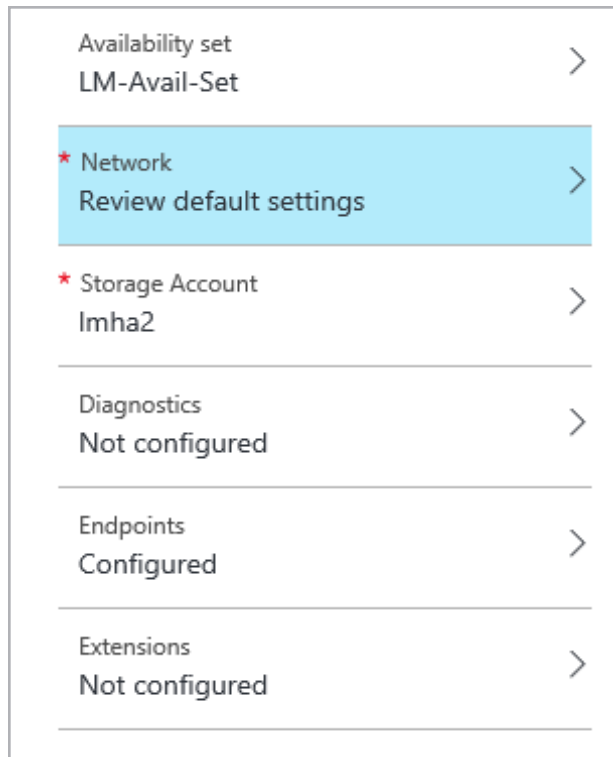 Availability set
LM-Avail-Set
* Network
Review default settings
* Storage Account
lmha2
Diagnostics
Not configured
Endpoints
Configured
Extensions
Not configured